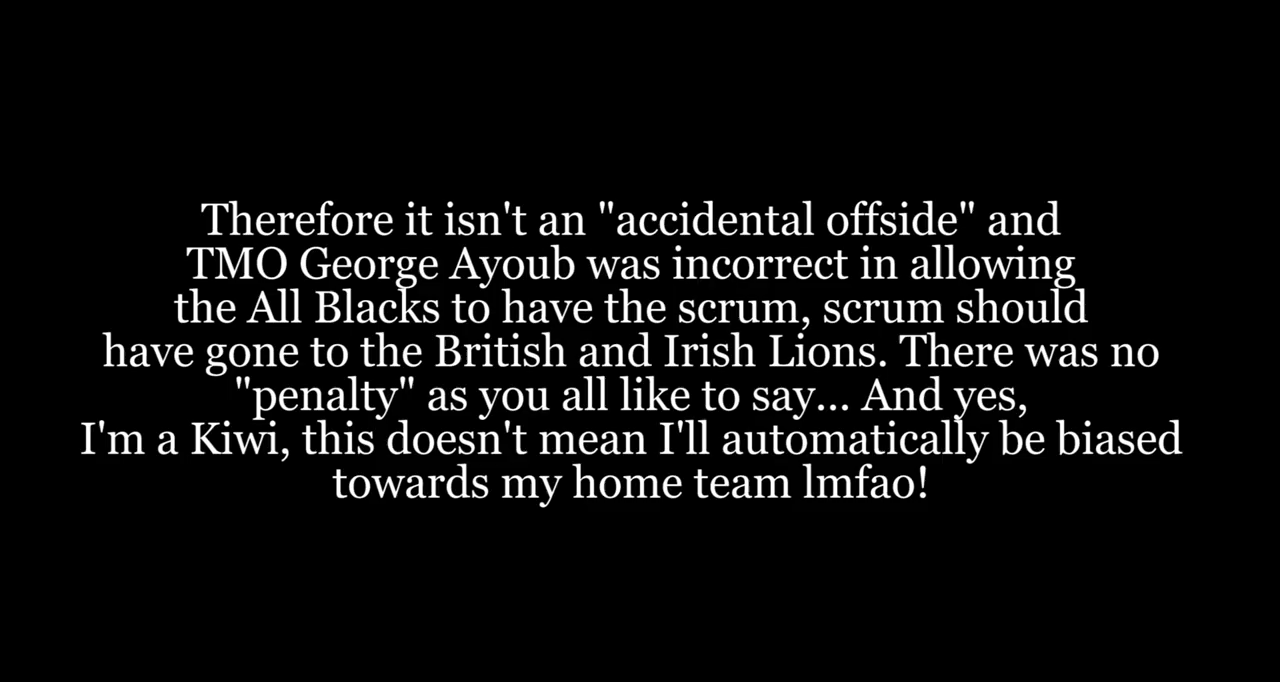 Therefore it isn't an "accidental offside" and
TMO George Ayoub was incorrect in allowing
the All Blacks to have the scrum, scrum should
have gone to the British and Irish Lions. There was no
"penalty" as you all like to say... And yes,
I'm a Kiwi, this doesn't mean I'll automatically be biased
towards my home team lmfao!